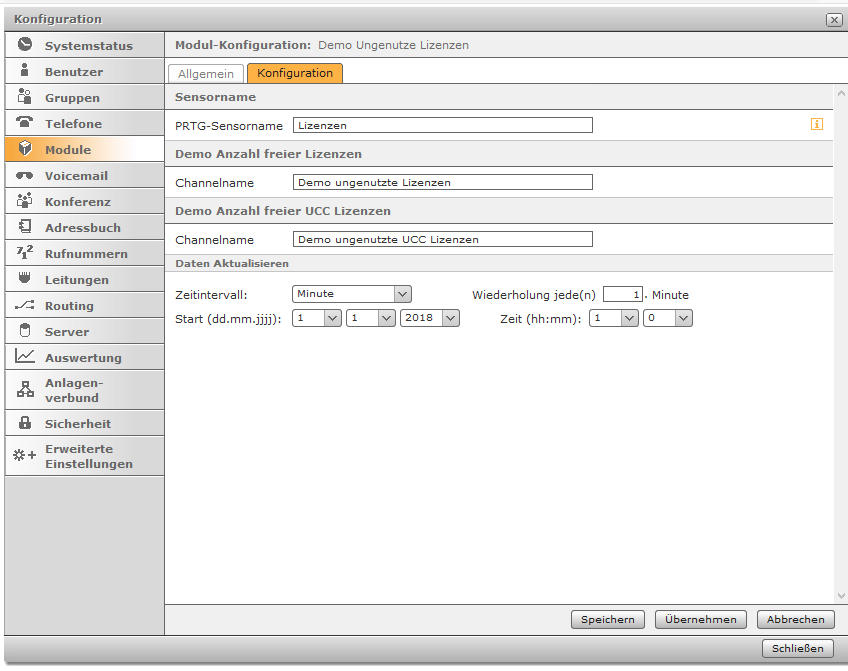 Konfiguration
Systemstatus
Benutzer
Gruppen
Telefone
Module
Voicemail
Konferenz
Adressbuch
Rufnummern
Leitungen
Routing
Server
Auswertung
Anlagen-
verbund
Sicherheit
Erweiterte
Einstellungen
Modul-Konfiguration: Demo Ungenutze Lizenzen
Allgemein Konfiguration
Sensorname
PRTG-Sensorname Lizenzen
Demo Anzahl freier Lizenzen
Channelname Demo ungenutzte Lizenzen
Demo Anzahl freier UCC Lizenzen
Channelname Demo ungenutzte UCC Lizenzen
Daten Aktualisieren
Zeitintervall: Minute Wiederholung jede(n) 1 . Minute
Start (dd.mm.jjjj): 1 1 2018 Zeit (hh:mm): 1 0
Speichern Übernehmen Abbrechen
Schließen